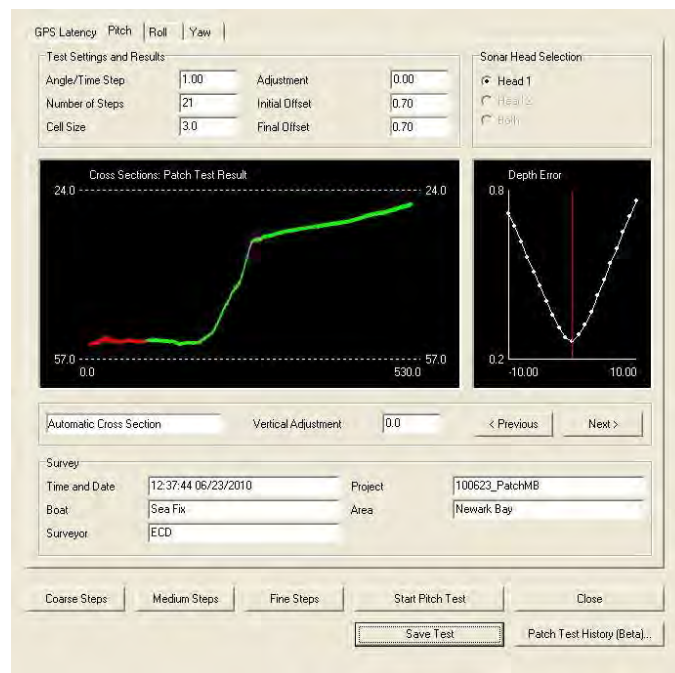 GPS Latency Pitch Roll Yaw
Test Settings and Results
Sonar Head Selection
Angle/Time Step 1.00 Adjustment 0.00
Head 1
Number of Steps 21 Initial Offset 0.70
Head 2
Cell Size 3.0 Final Offset 0.70
Both
Cross Sections: Patch Test Result
24.0 24.0
57.0 57.0
0.0 530.0
Depth Error
0.8
0.2
-10.00 10.00
Automatic Cross Section Vertical Adjustment 0.0 < Previous Next >
Survey
Time and Date 12:37:44 06/23/2010 Project 100623_PatchMB
Boat Sea Fix Area Newark Bay
Surveyor ECD
Coarse Steps Medium Steps Fine Steps Start Pitch Test Close
Save Test Patch Test History (Beta)...